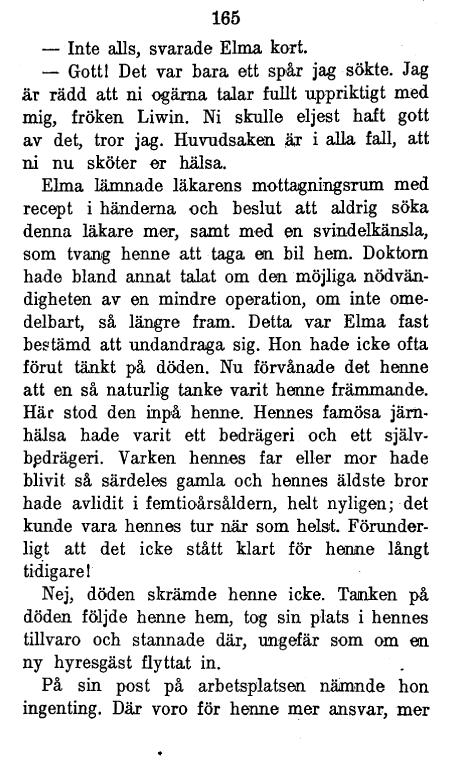 165
— Inte alls, svarade Elma kort.
— Gott! Det var bara ett spår jag sökte. Jag
är rädd att ni ogärna talar fullt uppriktigt med
mig, fröken Liwin. Ni skulle eljest haft gott
av det, tror jag. Huvudsaken är i alla fall, att
ni nu sköter er hälsa.
Elma lämnade läkarens mottagningsrum med
recept i händerna och beslut att aldrig söka
denna läkare mer, samt med en svindelkänsla,
som tvang henne att taga en bil hem. Doktorn
hade bland annat talat om den möjliga nödvän-
digheten av en mindre operation, om inte ome-
delbart, så längre fram. Detta var Elma fast
bestämd att undandraga sig. Hon hade icke ofta
förut tänkt på döden. Nu förvånade det henne
att en så naturlig tanke varit henne främmande.
Här stod den inpå henne. Hennes famösa järn-
hälsa hade varit ett bedrägeri och ett själv-
bedrägeri. Varken hennes far eller mor hade
blivit så särdeles gamla och hennes äldste bror
hade avlidit i femtioårsåldern, helt nyligen; det
kunde vara hennes tur när som helst. Förunder-
ligt att det icke stått klart för henne långt
tidigare!
Nej, döden skrämde henne icke. Tanken på
döden följde henne hem, tog sin plats i hennes
tillvaro och stannade där, ungefär som om en
ny hyresgäst flyttat in.
På sin post på arbetsplatsen nämnde hon
ingenting. Där voro för henne mer ansvar, mer